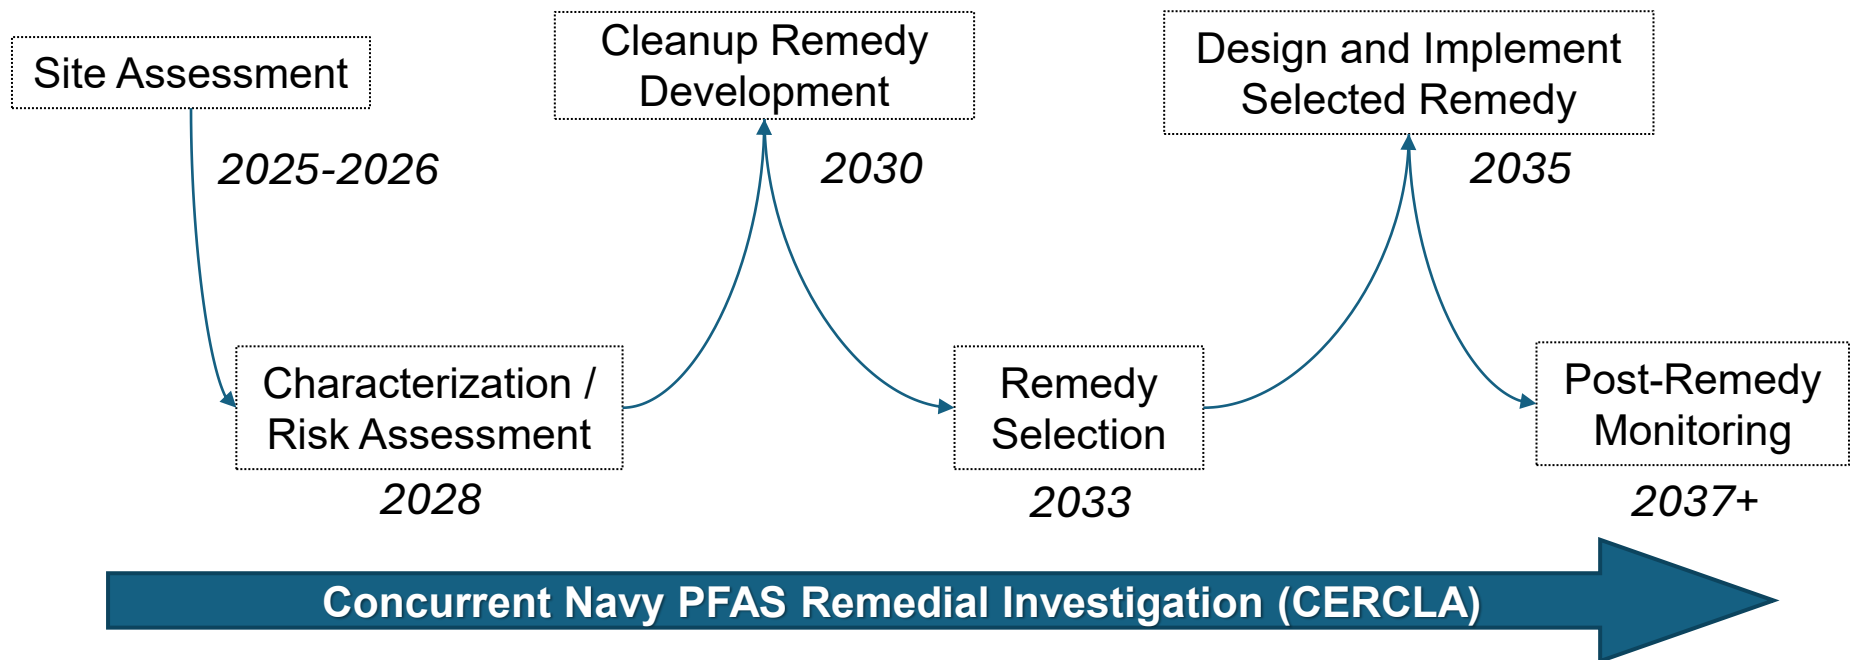 Site Assessment
2025-2026
Characterization /
Risk Assessment
2028
Cleanup Remedy
Development
2030
Remedy
Selection
2033
Design and Implement
Selected Remedy
2035
Post-Remedy
Monitoring
2037+
Concurrent Navy PFAS Remedial Investigation (CERCLA)